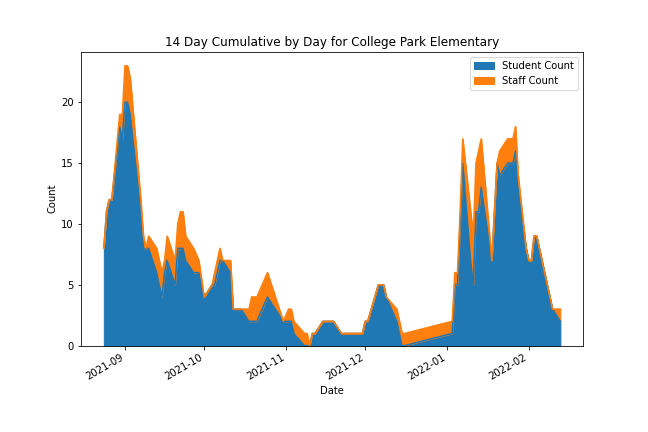 14 Day Cumulative by Day for College Park Elementary
Student Count
Staff Count
Count
20
15
10
5
0
2021-09
2021-10
2021-11
2021-12
2022-01
2022-02
Date